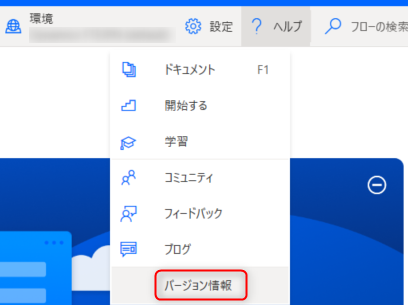 環境
設定
ヘルプ
フローの検索
ドキュメント F1
開始する
学習
コミュニティ
フィードバック
ブログ
バージョン情報